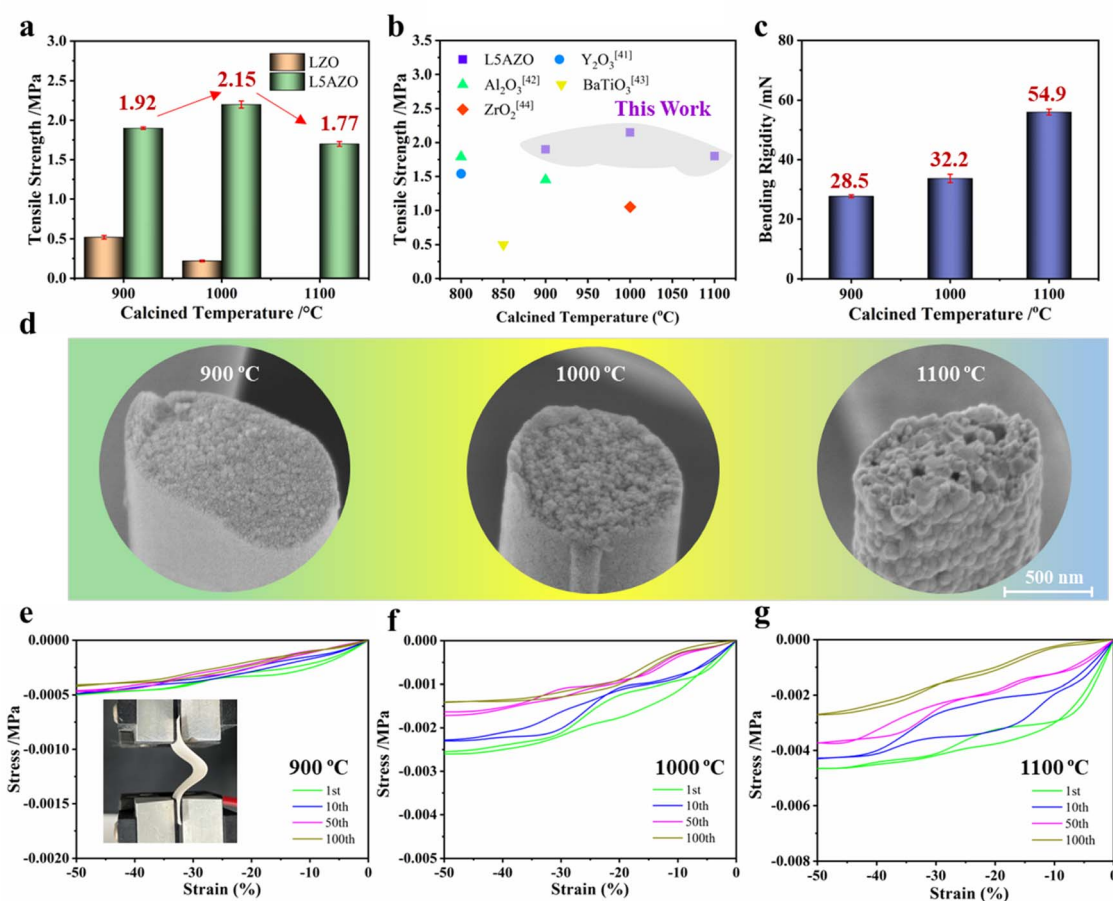 a
Tensile Strength /MPa
3.0
2.5
2.0
1.5
1.0
0.5
0.0
LZO
L5AZO
1.92
2.15
1.77
900
1000
1100
Calcined Temperature /°C
b
Tensile Strength /MPa
3.5
3.0
2.5
2.0
1.5
1.0
0.5
0.0
L5AZO
Y₂O₃[41]
Al₂O₃[42]
BaTiO₃[43]
ZrO₂[44]
This Work
800
850
900
950
1000
1050
1100
Calcined Temperature (°C)
c
Bending Rigidity /mN
80
60
40
20
0
28.5
32.2
54.9
900
1000
1100
Calcined Temperature /°C
d
900 °C
1000 °C
1100 °C
500 nm
e
Stress /MPa
0.0000
-0.0005
-0.0010
-0.0015
-0.0020
900 °C
1st
10th
50th
100th
-50
-40
-30
-20
-10
-0
Strain (%)
f
0.000
-0.001
-0.002
-0.003
-0.004
-0.005
1000 °C
1st
10th
50th
100th
-50
-40
-30
-20
-10
0
Strain (%)
g
0.000
-0.002
-0.004
-0.006
-0.008
1100 °C
1st
10th
50th
100th
-50
-40
-30
-20
-10
0
Strain (%)